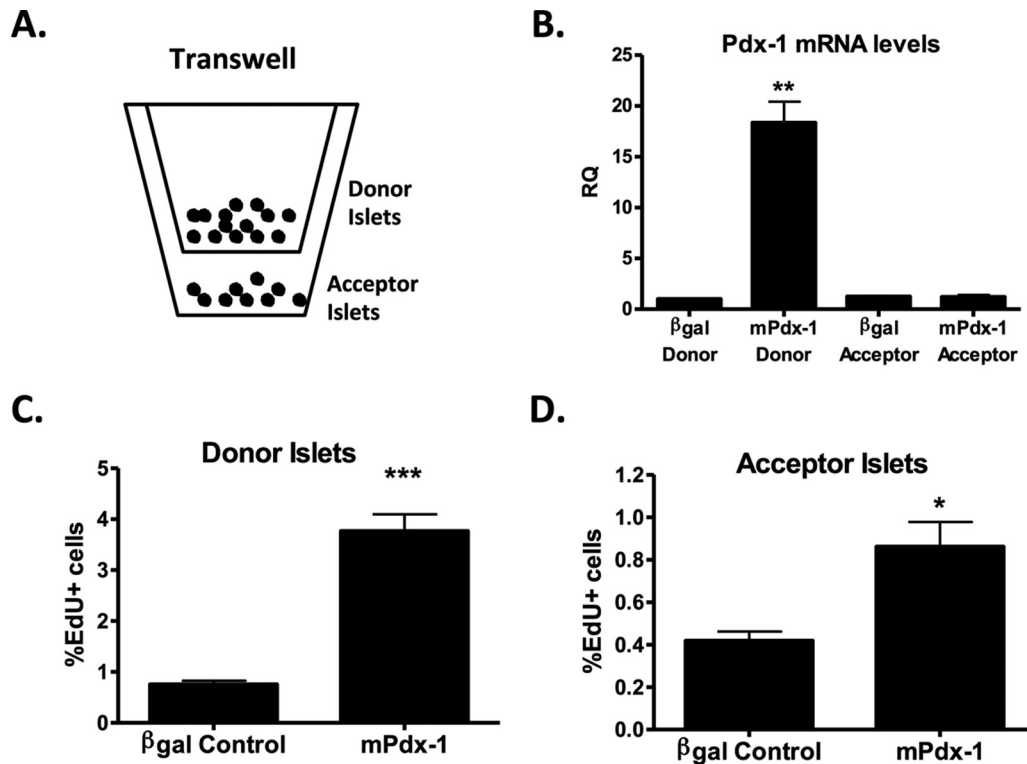 A.
Transwell
Donor
Islets
Acceptor
Islets
B.
Pdx-1 mRNA levels
25
20
15
10
5
0
RQ
**
βgal
Donor
mPdx-1
Donor
βgal
Acceptor
mPdx-1
Acceptor
C.
Donor Islets
5
4
3
2
1
0
%EdU+ cells
***
βgal Control
mPdx-1
D.
Acceptor Islets
1.2
1.0
0.8
0.6
0.4
0.2
0.0
%EdU+ cells
*
βgal Control
mPdx-1